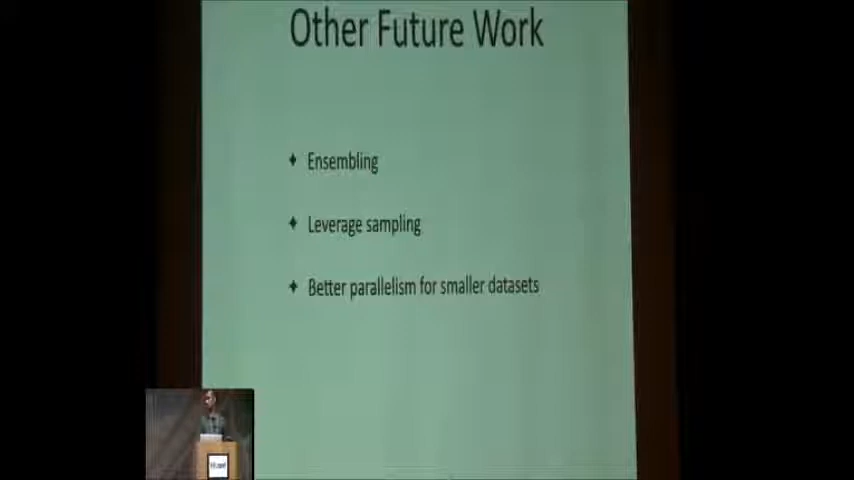 Other Future Work
Ensembling
Leverage sampling
Better parallelism for smaller datasets